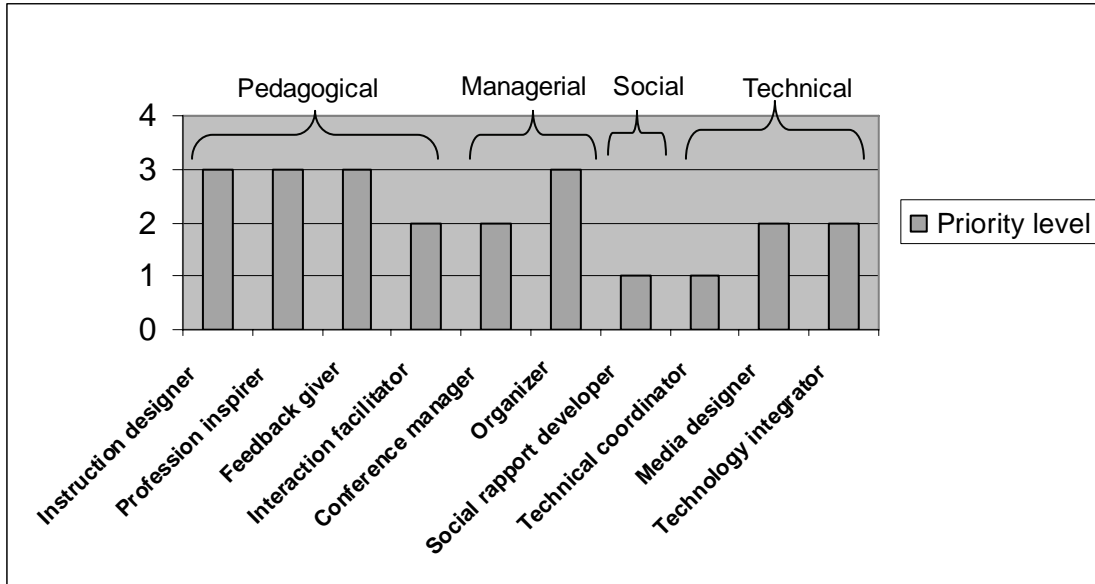 Pedagogical Managerial Social Technical
4
3
2
1
0
Priority level
Instruction designer
Profession inspirer
Feedback giver
Interaction facilitator
Conference manager
Organizer
Social rapport developer
Technical coordinator
Media designer
Technology integrator